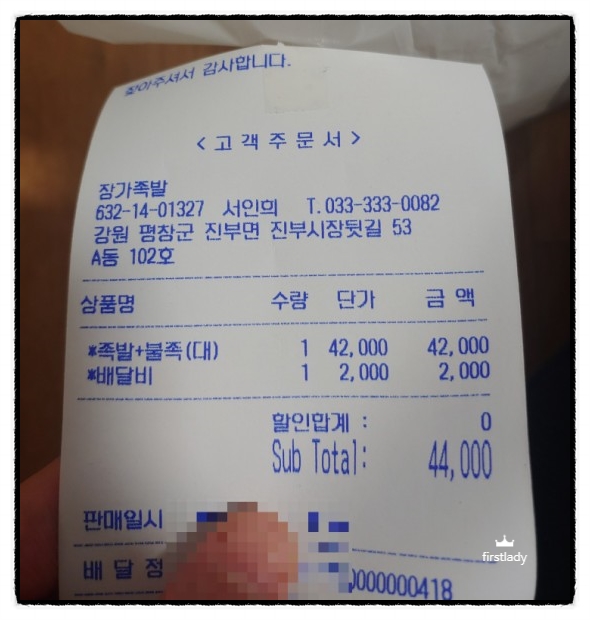 찾아주셔서 감사합니다.
<고객주문서>
장가족발
632-14-01327 서인희 T.033-333-0082
강원 평창군 진부면 진부시장뒷길 53
A동 102호
상품명 수량 단가 금 액
*족발+불족(대) 1 42,000 42,000
*배달비 1 2,000 2,000
할인합계 : 0
Sub Total: 44,000
판매일시
배 달 정 0000000418
firstlady